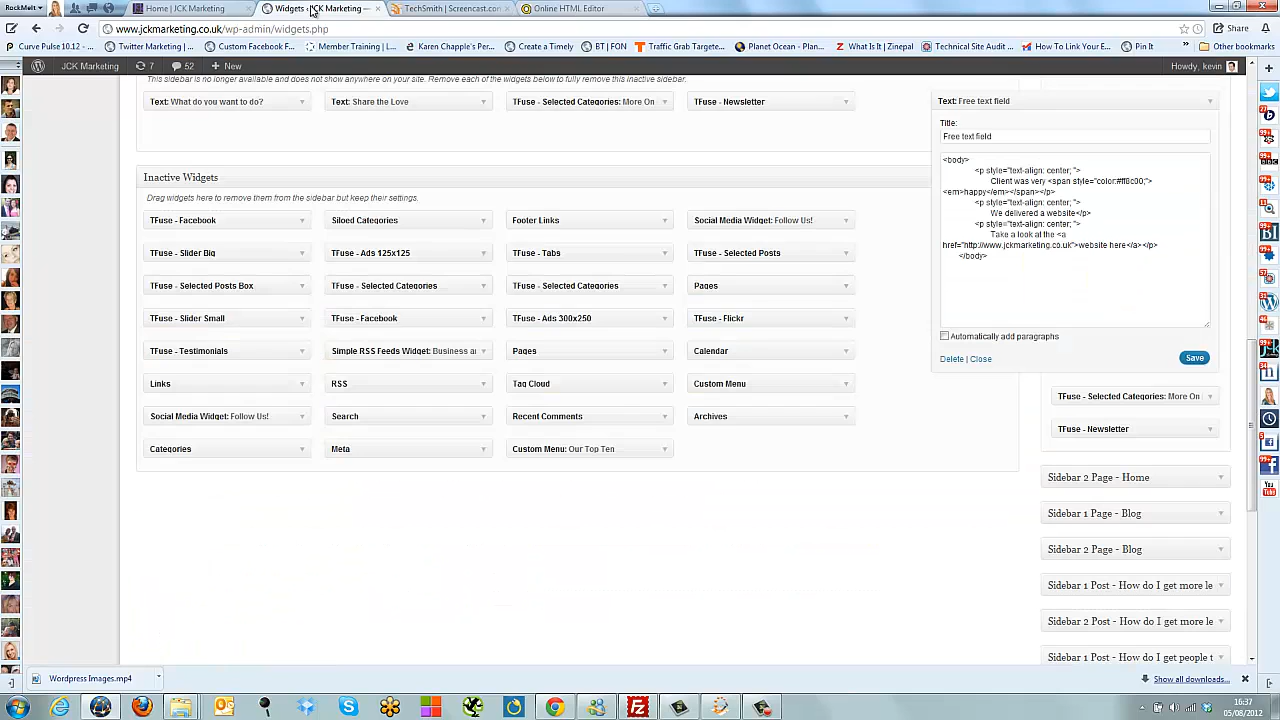 RockMelt
Home | JCK Marketing
Widgets ‹ JCK Marketing —
TechSmith | Screencast.com
Online HTML Editor
www.jckmarketing.co.uk/wp-admin/widgets.php
Share
Curve Pulse 10.12 -
Twitter Marketing |
Custom Facebook F...
Member Training | L...
Karen Chapple's Per...
Create a Timely
BT | FON
Traffic Grab Targete...
Planet Ocean - Plan...
What Is It | Zinepal
Technical Site Audit ...
How To Link Your E...
Pin It
Other bookmarks
JCK Marketing
7
52
New
Howdy, kevin
This sidebar is no longer available and does not show anywhere on your site. Remove each of the widgets below to fully remove this inactive sidebar.
Text: What do you want to do?
Text: Share the Love
TFuse - Selected Categories: More On
TFuse - Newsletter
Text: Free text field
Title:
Free text field
<body>
<p style="text-align: center; ">
Client was very <span style="color:#ff8c00;">
<em>happy</em></span></p>
<p style="text-align: center; ">
We delivered a website</p>
<p style="text-align: center; ">
Take a look at the <a
href="http://www.jckmarketing.co.uk">website here</a></p>
</body>
Automatically add paragraphs
Delete | Close
Save
Inactive Widgets
Drag widgets here to remove them from the sidebar but keep their settings.
TFuse - Facebook
Siloed Categories
Footer Links
Social Media Widget: Follow Us!
TFuse - Slider Big
TFuse - Ads 125x125
TFuse - Tabs
TFuse - Selected Posts
TFuse - Selected Posts Box
TFuse - Selected Categories
TFuse - Selected Categories
Pages
TFuse - Slider Small
TFuse - Facebook
TFuse - Ads 300x250
TFuse - Flickr
TFuse - Testimonials
Simple RSS Feeds Widget: Business a
Pages
Calendar
Links
RSS
Tag Cloud
Custom Menu
Social Media Widget: Follow Us!
Search
Recent Comments
Archives
Categories
Meta
Custom Menu: Our Top Ten
TFuse - Selected Categories: More On
TFuse - Newsletter
Sidebar 2 Page - Home
Sidebar 1 Page - Blog
Sidebar 2 Page - Blog
Sidebar 1 Post - How do I get more le
Sidebar 2 Post - How do I get more le
Sidebar 1 Post - How do I get people t
Wordpress Images.mp4
Show all downloads...
16:37
05/08/2012